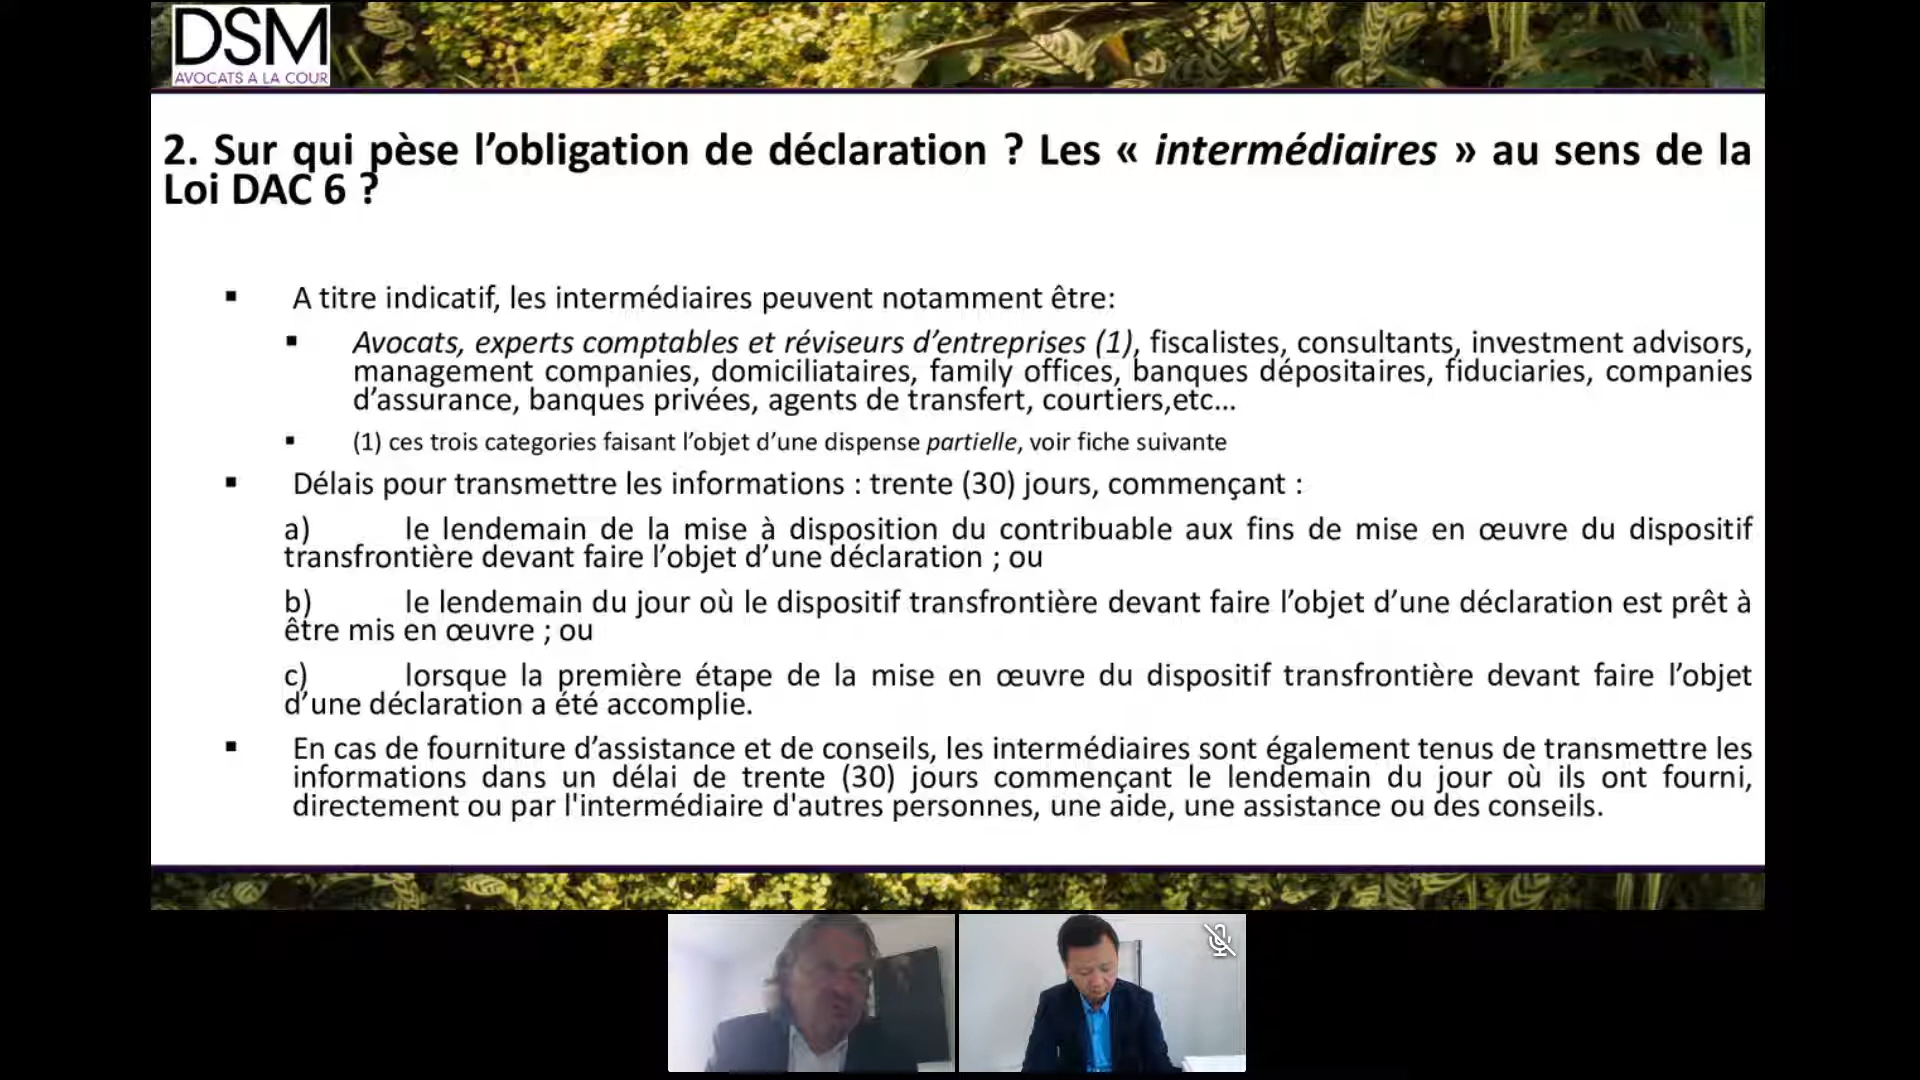 DSM
AVOCATS A LA COUR
2. Sur qui pèse l’obligation de déclaration ? Les « intermédiaires » au sens de la
Loi DAC 6 ?
▪ A titre indicatif, les intermédiaires peuvent notamment être:
▪ Avocats, experts comptables et réviseurs d’entreprises (1), fiscalistes, consultants, investment advisors,
management companies, domiciliataires, family offices, banques dépositaires, fiduciaries, companies
d’assurance, banques privées, agents de transfert, courtiers,etc…
▪ (1) ces trois categories faisant l’objet d’une dispense partielle, voir fiche suivante
▪ Délais pour transmettre les informations : trente (30) jours, commençant :
a) le lendemain de la mise à disposition du contribuable aux fins de mise en œuvre du dispositif
transfrontière devant faire l’objet d’une déclaration ; ou
b) le lendemain du jour où le dispositif transfrontière devant faire l’objet d’une déclaration est prêt à
être mis en œuvre ; ou
c) lorsque la première étape de la mise en œuvre du dispositif transfrontière devant faire l’objet
d’une déclaration a été accomplie.
▪ En cas de fourniture d’assistance et de conseils, les intermédiaires sont également tenus de transmettre les
informations dans un délai de trente (30) jours commençant le lendemain du jour où ils ont fourni,
directement ou par l'intermédiaire d'autres personnes, une aide, une assistance ou des conseils.